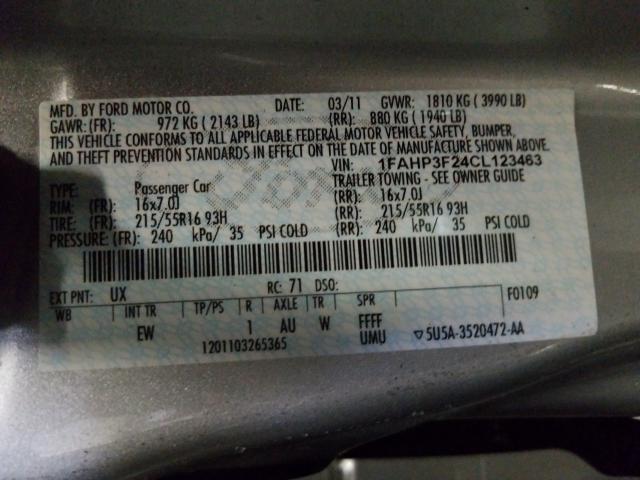 MFD. BY FORD MOTOR CO. DATE: 03/11 GVWR: 1810 KG ( 3990 LB)
GAWR: (FR): 972 KG ( 2143 LB) (RR): 880 KG ( 1940 LB)
THIS VEHICLE CONFORMS TO ALL APPLICABLE FEDERAL MOTOR VEHICLE SAFETY, BUMPER,
AND THEFT PREVENTION STANDARDS IN EFFECT ON THE DATE OF MANUFACTURE SHOWN ABOVE.
VIN: 1FAHP3F24CL123463
TYPE: Passenger Car TRAILER TOWING - SEE OWNER GUIDE
RIM: (FR): 16x7.0J (RR): 16x7.0J
TIRE: (FR): 215/55R16 93H (RR): 215/55R16 93H
PRESSURE: (FR): 240 kPa/ 35 PSI COLD (RR): 240 kPa/ 35 PSI COLD
EXT PNT: UX RC: 71 DSO: F0109
WB INT TR TP/PS R AXLE TR SPR
EW 1 AU W FFFF
UMU
1201103265365 ▽5U5A-3520472-AA